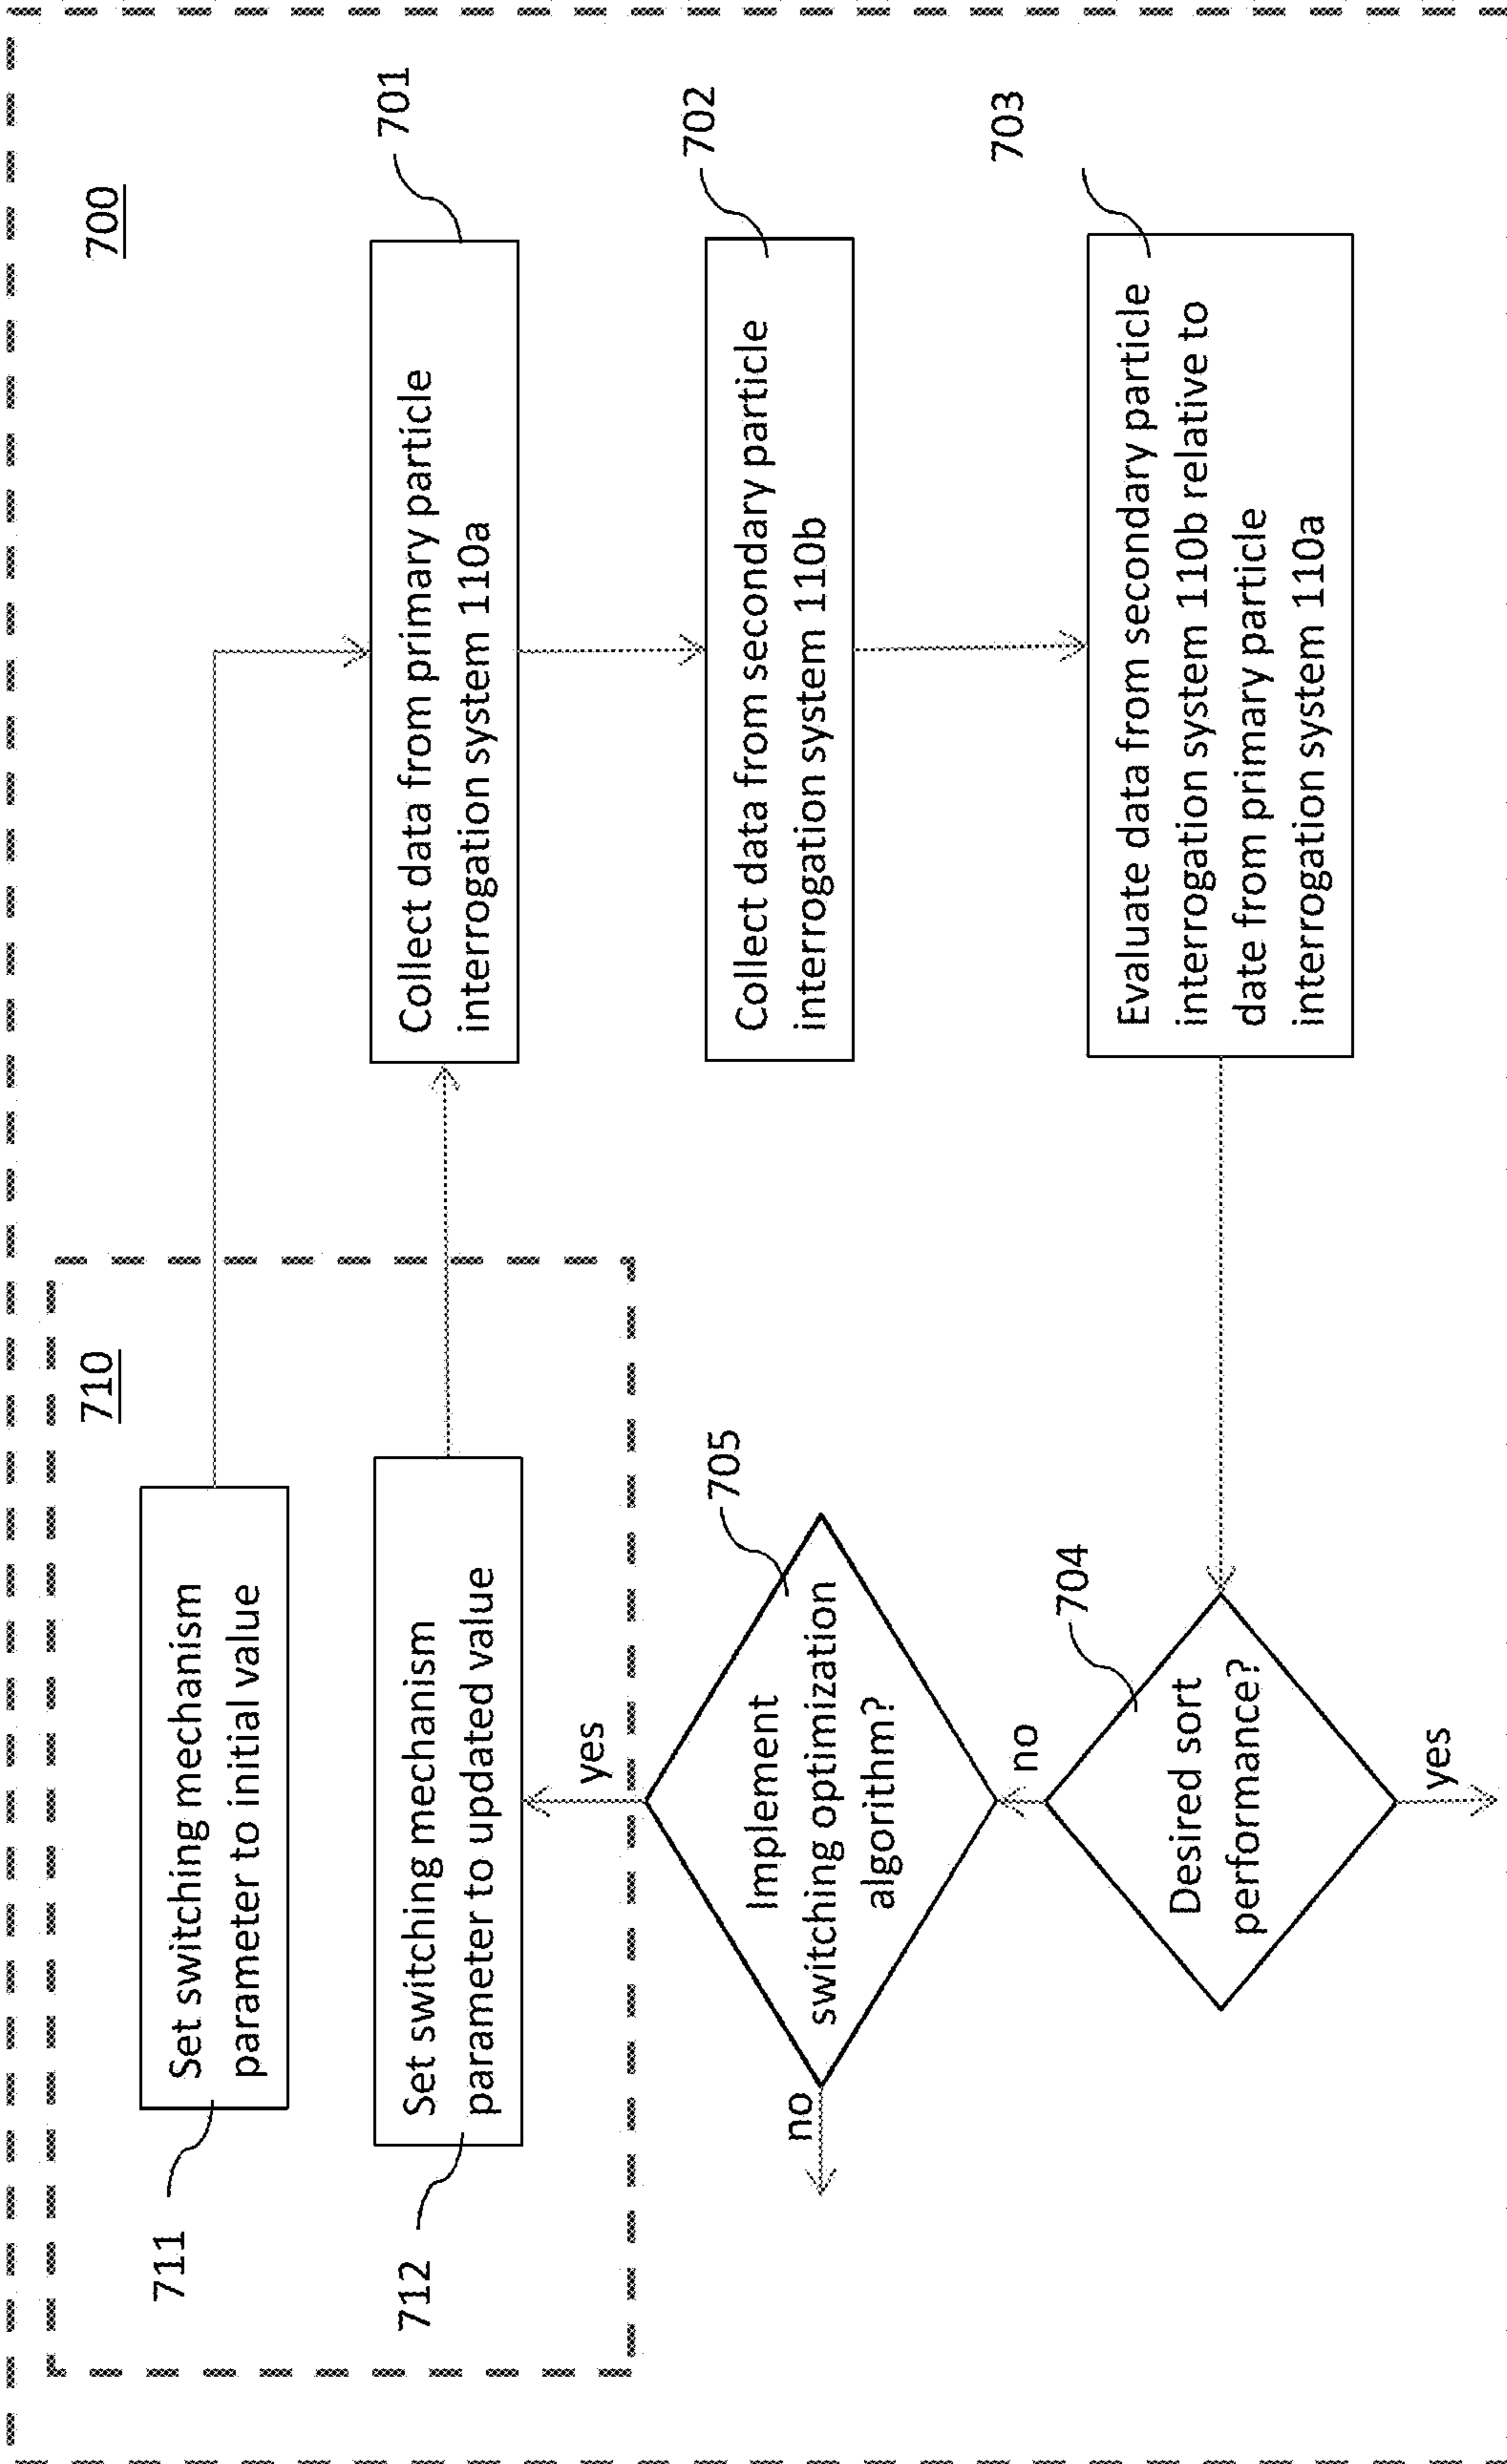 700
710
711
Set switching mechanism
parameter to initial value
712
Set switching mechanism
parameter to updated value
701
Collect data from primary particle
interrogation system 110a
702
Collect data from secondary particle
interrogation system 110b
703
Evaluate data from secondary particle
interrogation system 110b relative to
date from primary particle
interrogation system 110a
704
Desired sort
performance?
yes
no
705
Implement
switching optimization
algorithm?
yes
no